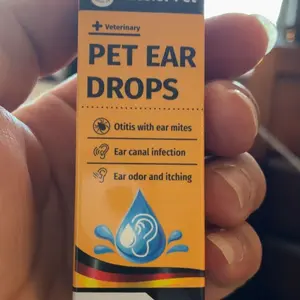 Veterinary
PET EAR
DROPS
Otitis with ear mites
Ear canal infection
Ear odor and itching